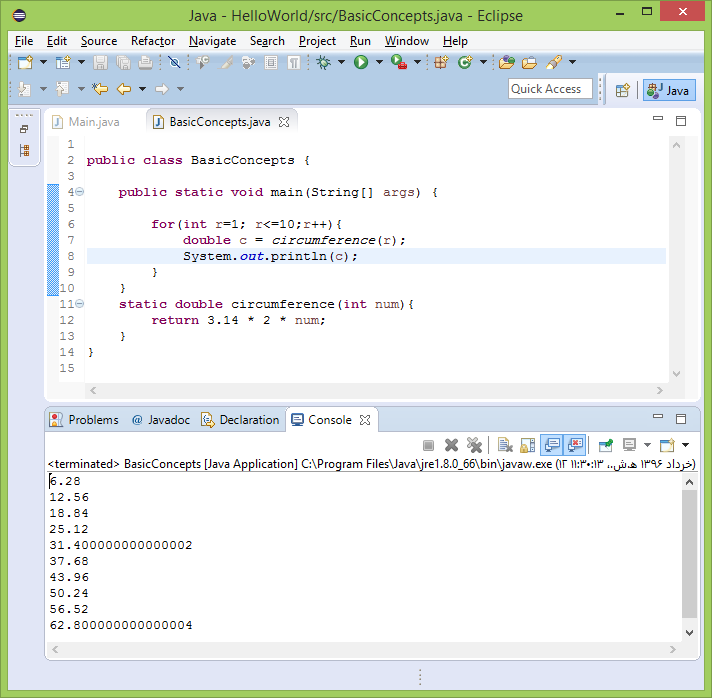 Java - HelloWorld/src/BasicConcepts.java - Eclipse
File Edit Source Refactor Navigate Search Project Run Window Help
Quick Access
Java
Main.java
BasicConcepts.java
1
2 public class BasicConcepts {
3
4 public static void main(String[] args) {
5
6 for(int r=1; r<=10;r++){
7 double c = circumference(r);
8 System.out.println(c);
9 }
10 }
11 static double circumference(int num){
12 return 3.14 * 2 * num;
13 }
14 }
15
Problems @ Javadoc Declaration Console
<terminated> BasicConcepts [Java Application] C:\Program Files\Java\jre1.8.0_66\bin\javaw.exe (خرداد ۱۳۹۶ ه‍.ش.،‏ ۱۲ ۱۱:۳۰:۱۳)
6.28
12.56
18.84
25.12
31.400000000000002
37.68
43.96
50.24
56.52
62.800000000000004